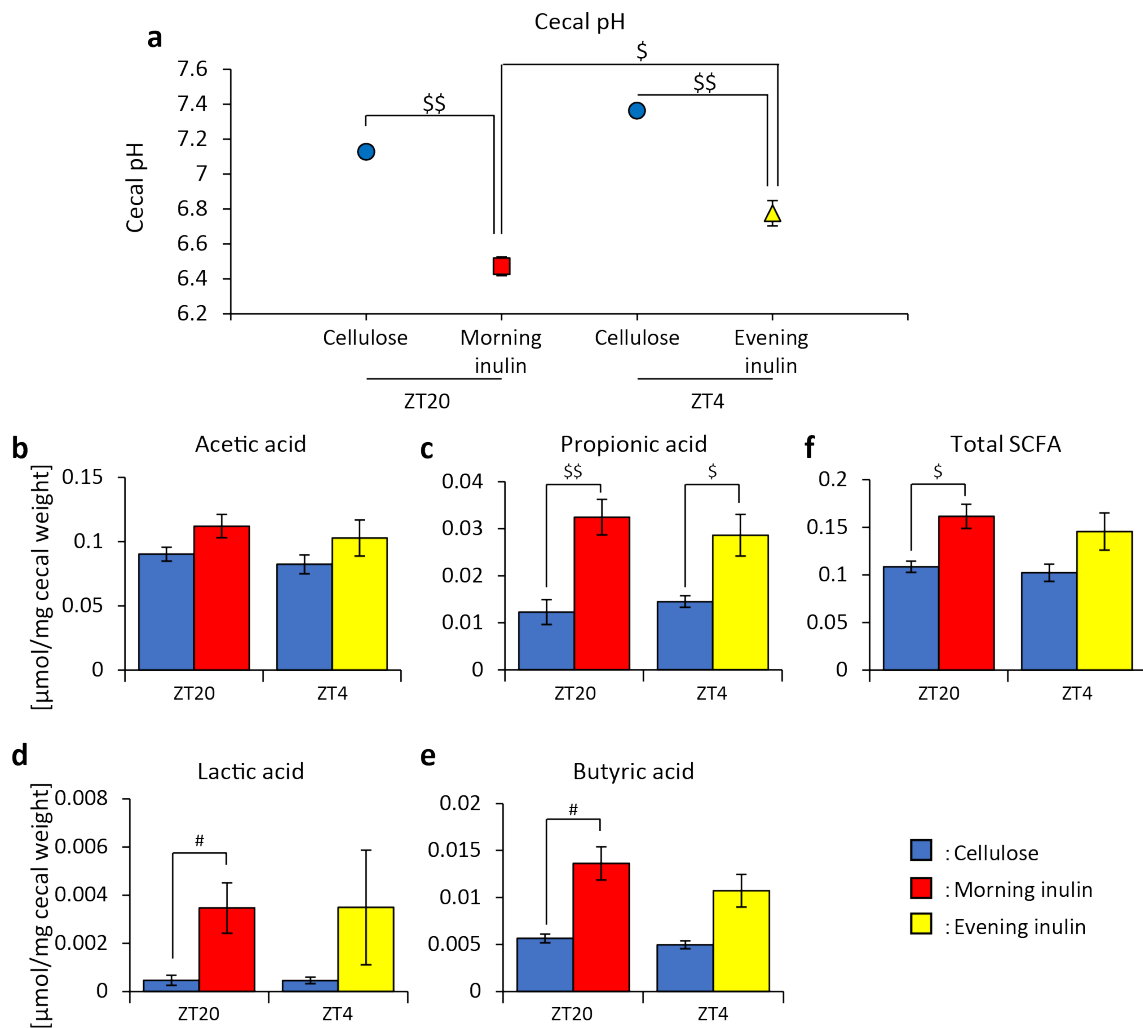 a
Cecal pH
Cecal pH
7.6
7.4
7.2
7
6.8
6.6
6.4
6.2
$$
$
$$
Cellulose
Morning
inulin
Cellulose
Evening
inulin
ZT20
ZT4
b
Acetic acid
[µmol/mg cecal weight]
0.15
0.1
0.05
0
ZT20
ZT4
c
Propionic acid
0.04
0.03
0.02
0.01
0
$$
$
ZT20
ZT4
f
Total SCFA
0.2
0.15
0.1
0.05
0
$
ZT20
ZT4
d
Lactic acid
[µmol/mg cecal weight]
0.008
0.006
0.004
0.002
0
#
ZT20
ZT4
e
Butyric acid
0.02
0.015
0.01
0.005
0
#
ZT20
ZT4
: Cellulose
: Morning inulin
: Evening inulin